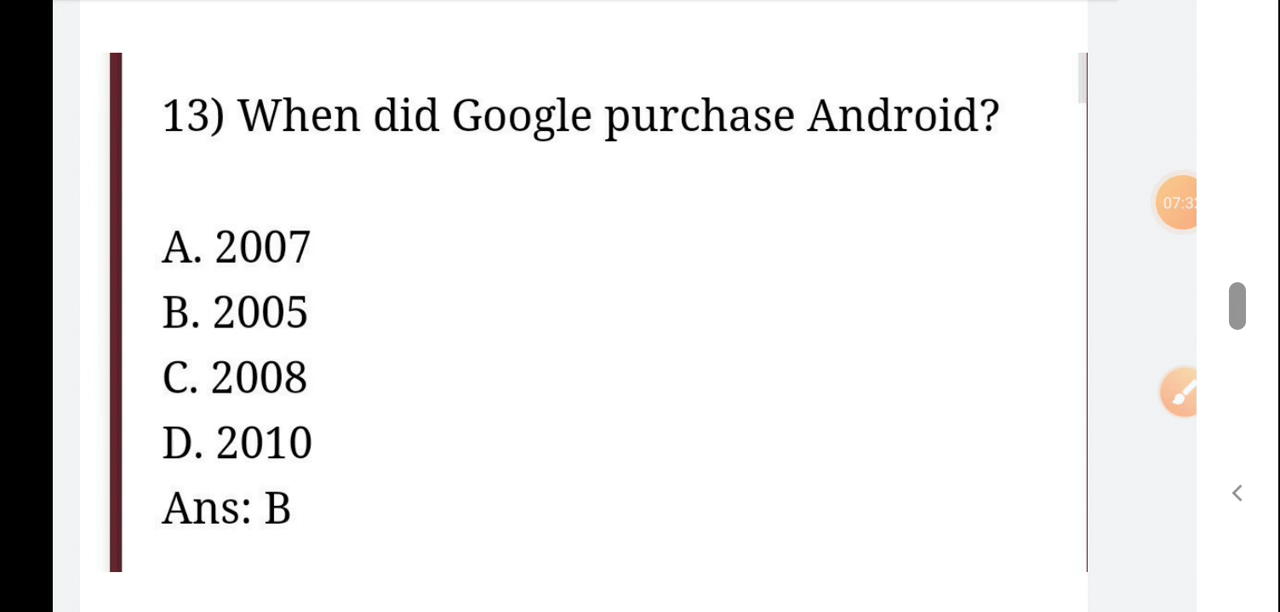 13) When did Google purchase Android?
A. 2007
B. 2005
C. 2008
D. 2010
Ans: B